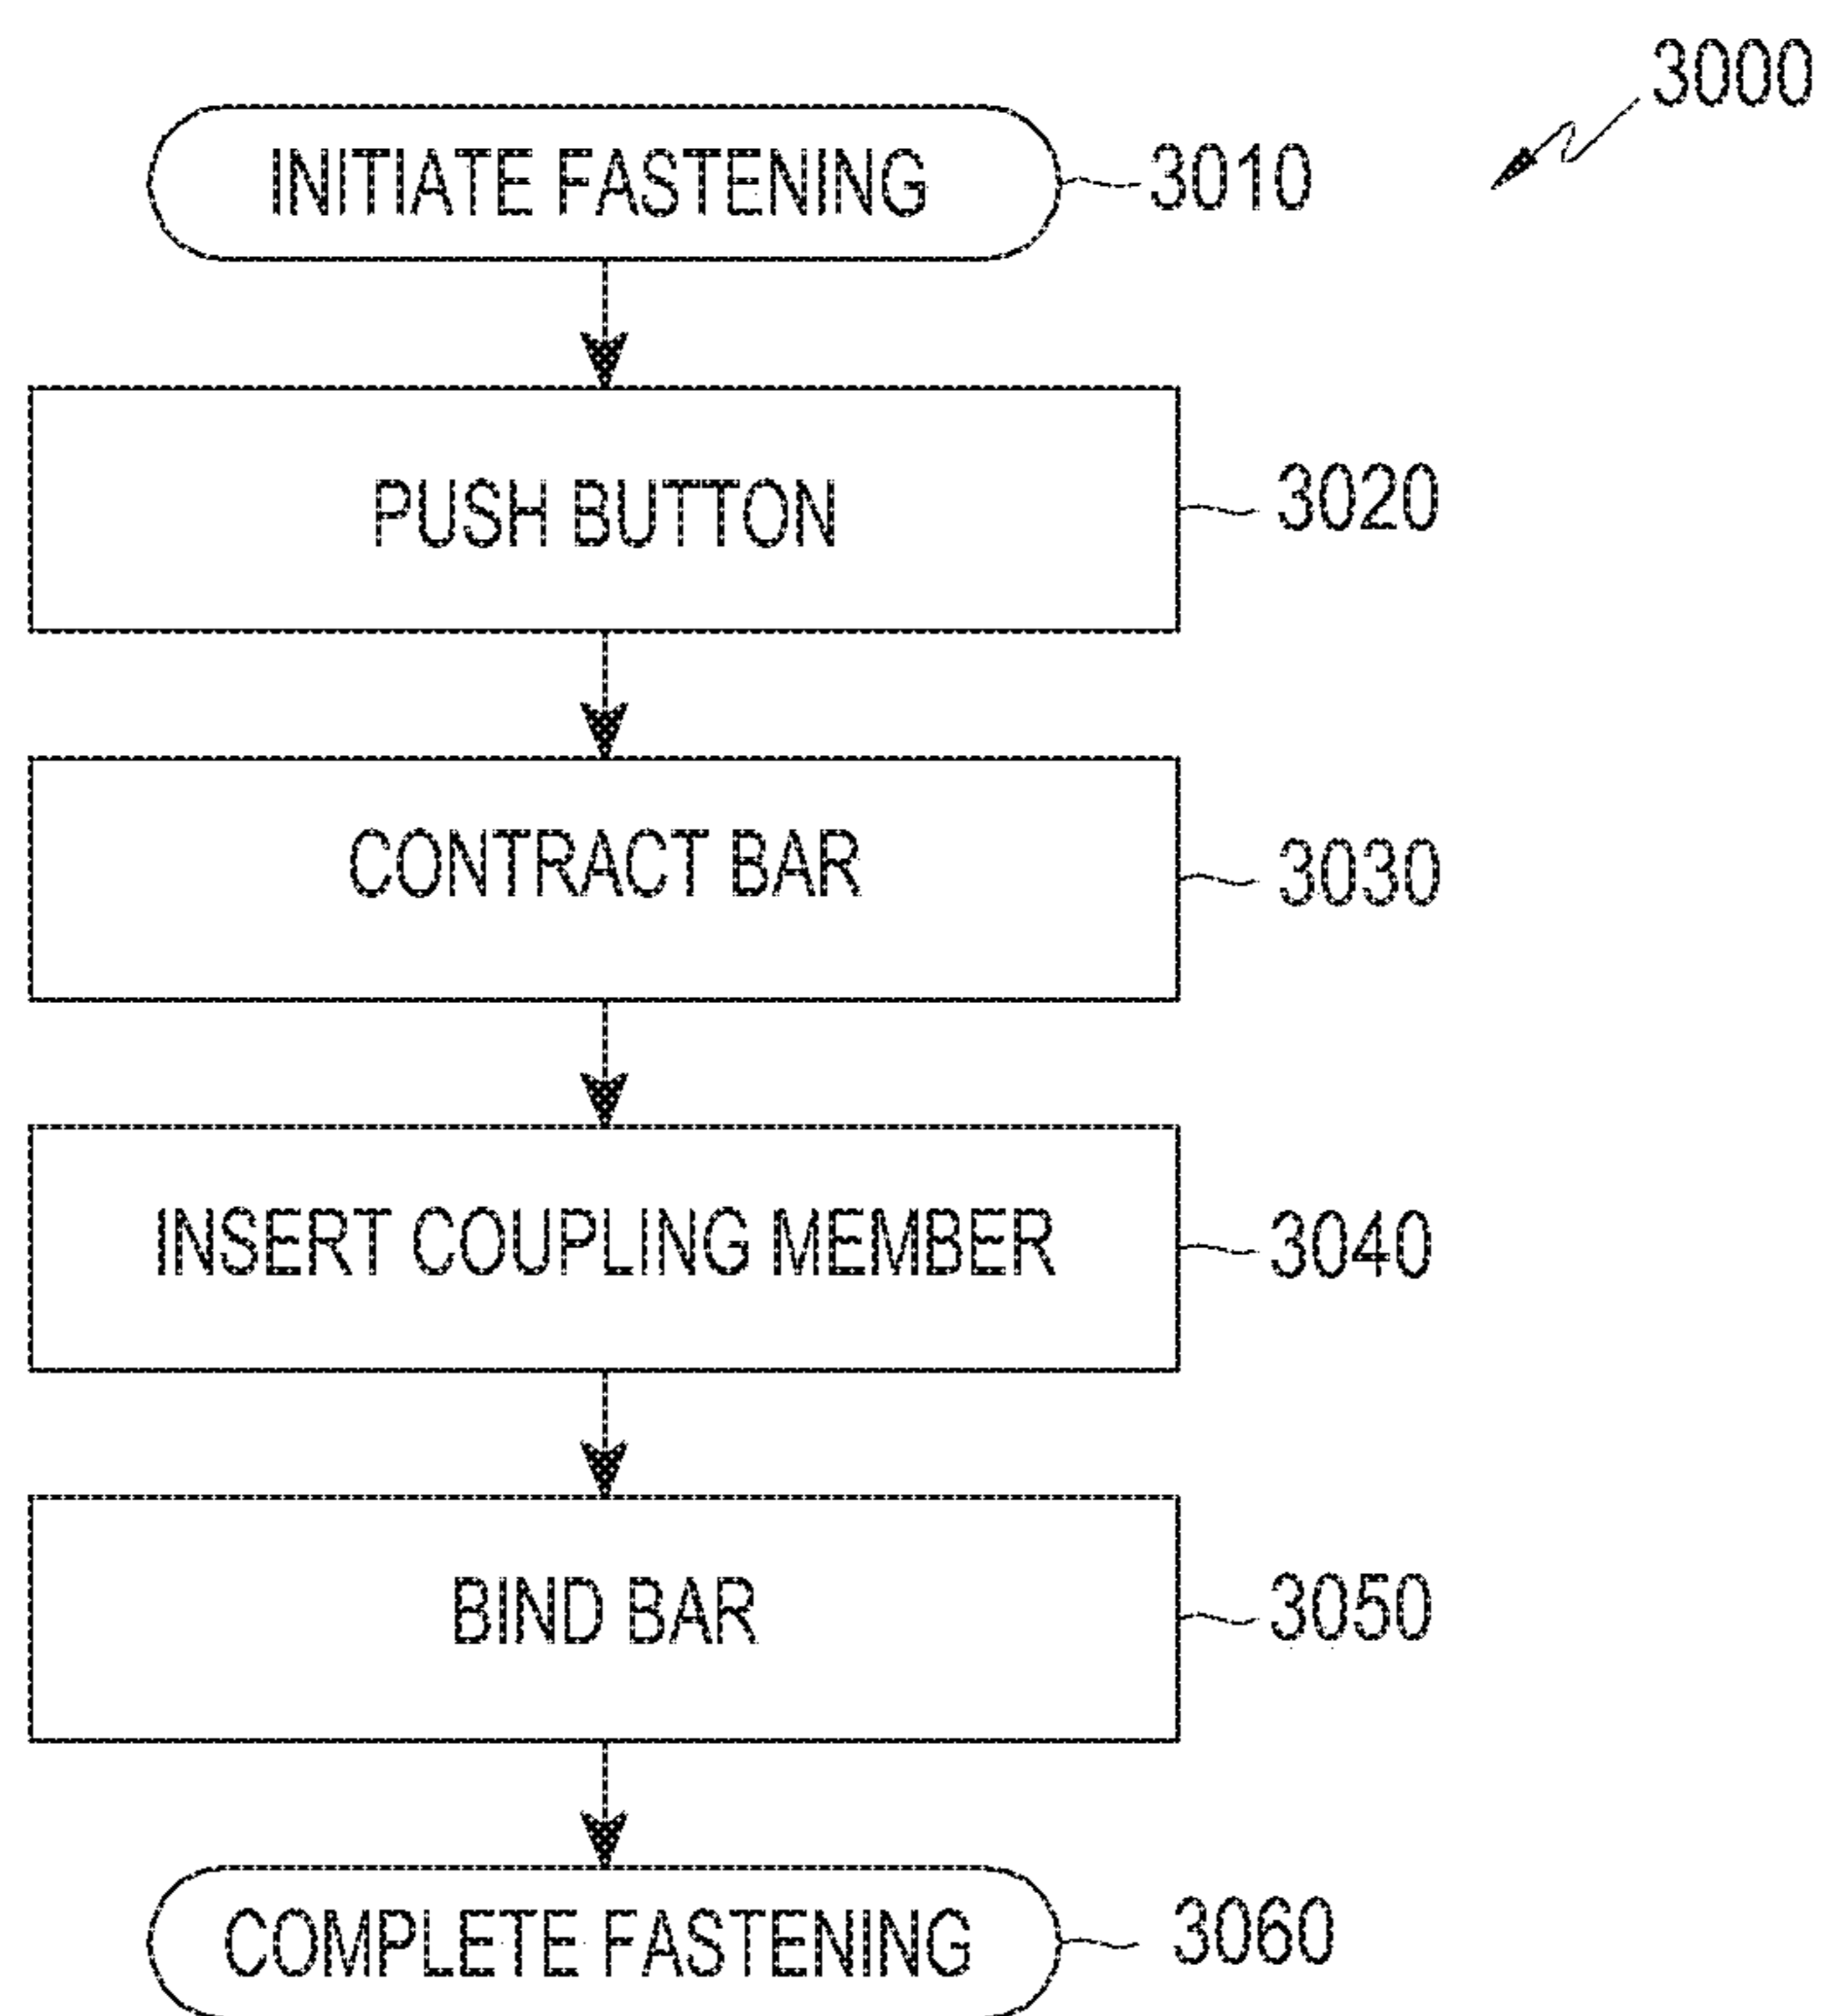 3000
INITIATE FASTENING
3010
PUSH BUTTON
3020
CONTRACT BAR
3030
INSERT COUPLING MEMBER
3040
BIND BAR
3050
COMPLETE FASTENING
3060